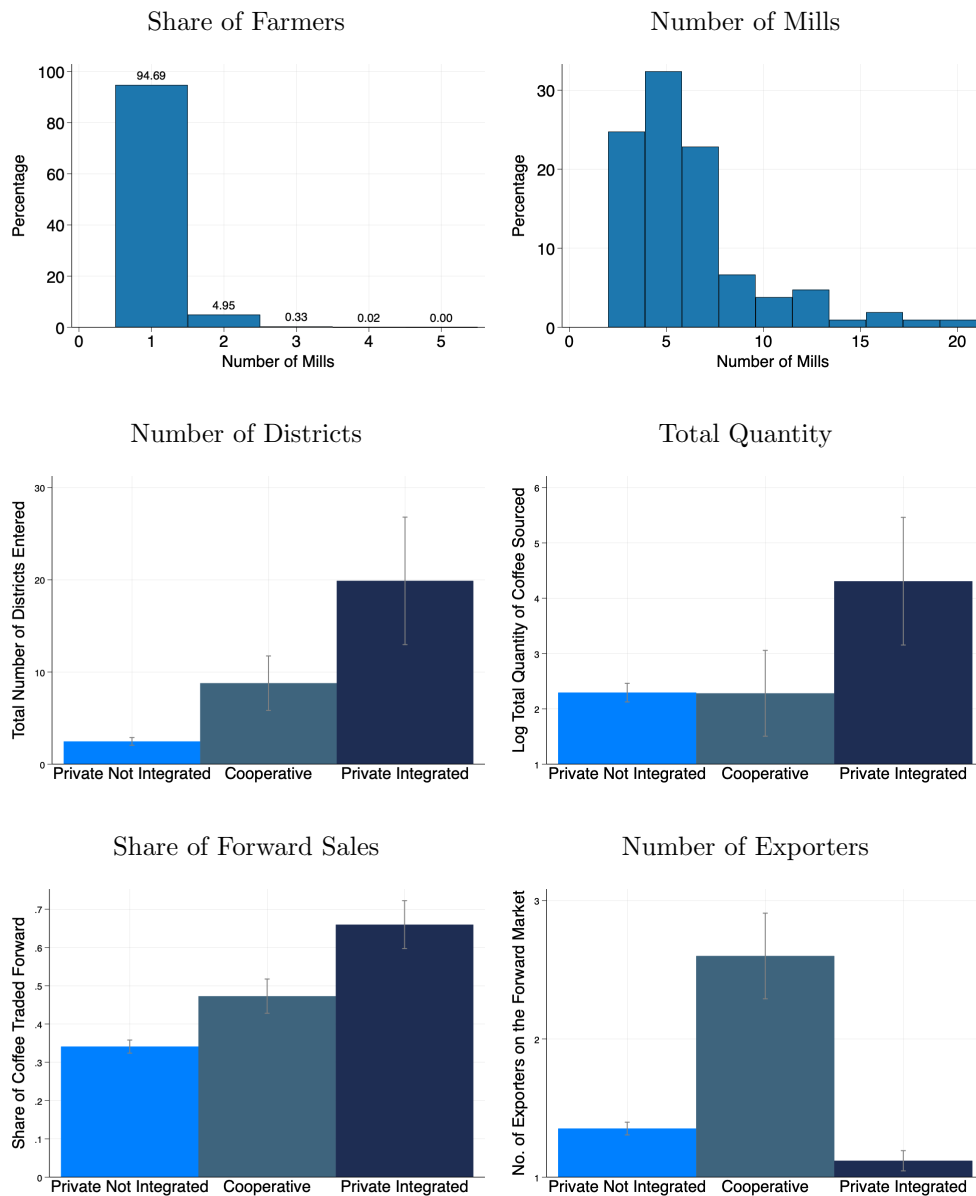 Share of Farmers
Percentage
100
80
60
40
20
0
94.69
4.95
0.33
0.02
0.00
0 1 2 3 4 5
Number of Mills
Number of Mills
Percentage
30
20
10
0
0 5 10 15 20
Number of Mills
Number of Districts
Total Number of Districts Entered
30
20
10
0
Private Not Integrated Cooperative Private Integrated
Total Quantity
Log Total Quantity of Coffee Sourced
6
5
4
3
2
1
Private Not Integrated Cooperative Private Integrated
Share of Forward Sales
Share of Coffee Traded Forward
.7
.6
.5
.4
.3
.2
.1
0
Private Not Integrated Cooperative Private Integrated
Number of Exporters
No. of Exporters on the Forward Market
3
2
1
Private Not Integrated Cooperative Private Integrated